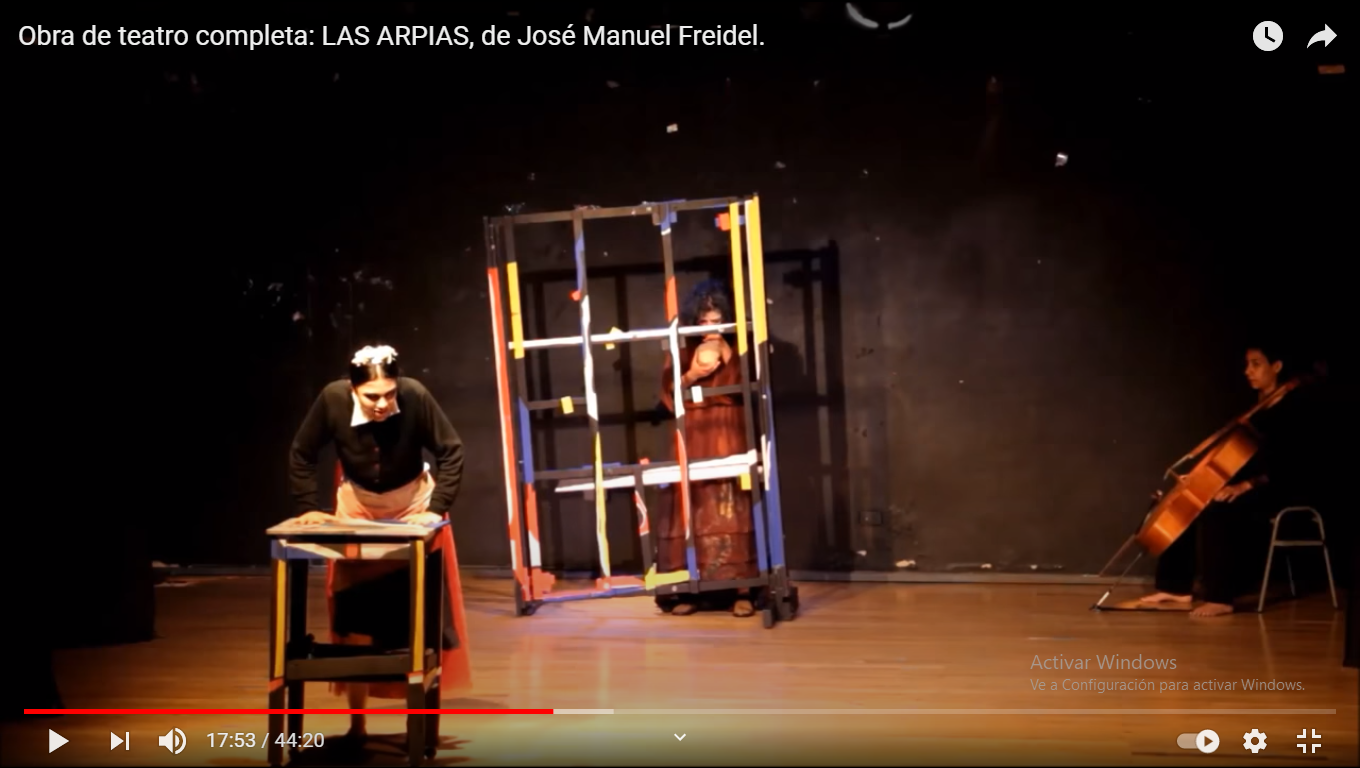 Obra de teatro completa: LAS ARPIAS, de José Manuel Freidel.
Activar Windows
Ve a Configuración para activar Windows.
17:53 / 44:20